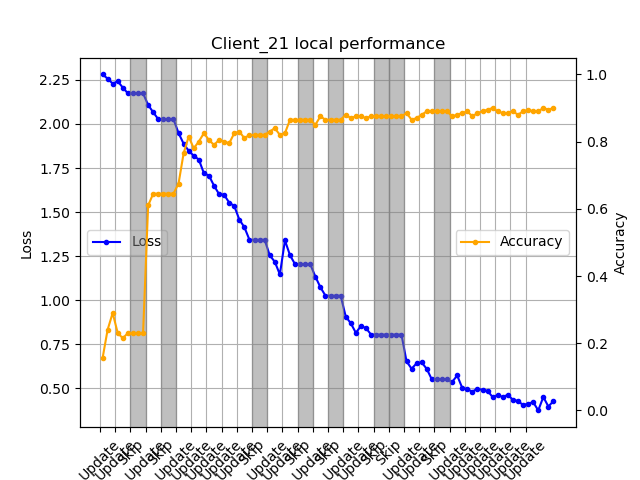 Client_21 local performance
2.25
2.00
1.75
1.50
1.25
1.00
0.75
0.50
Loss
Loss
Accuracy
1.0
0.8
0.6
0.4
0.2
0.0
Accuracy
Update
Update
Skip
Update
Skip
Update
Update
Update
Update
Update
Skip
Update
Update
Skip
Update
Skip
Update
Update
Skip
Skip
Update
Update
Skip
Update
Update
Update
Update
Update
Update